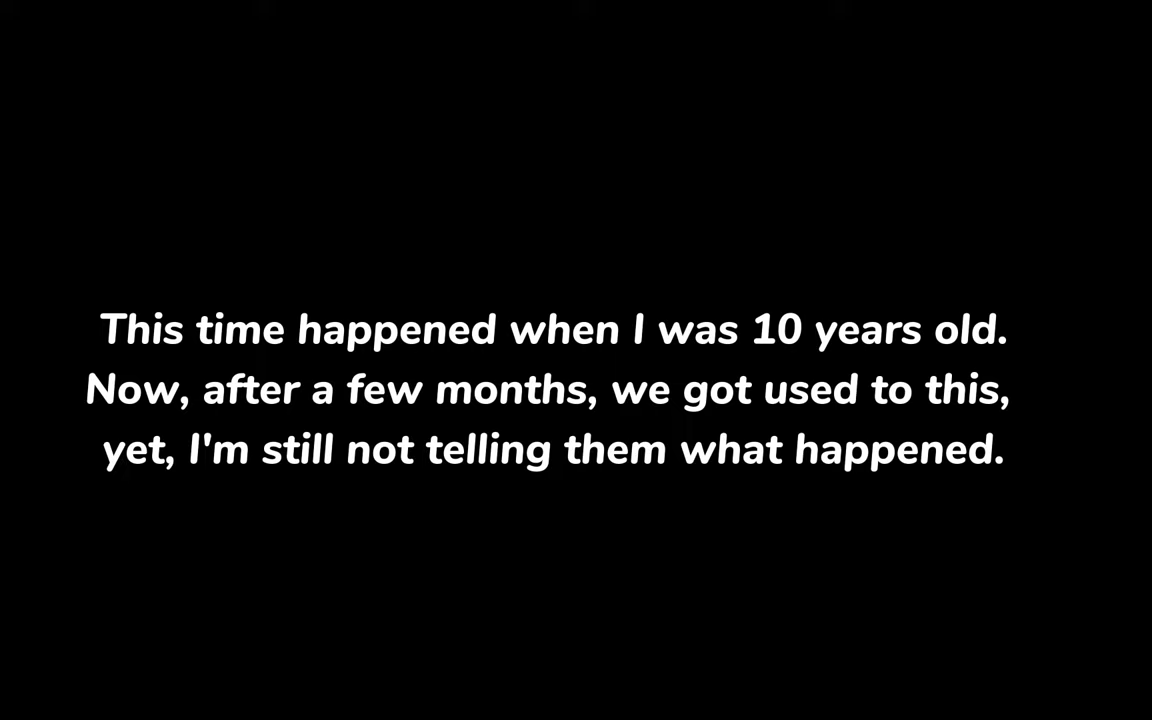 This time happened when I was 10 years old.
Now, after a few months, we got used to this,
yet, I'm still not telling them what happened.